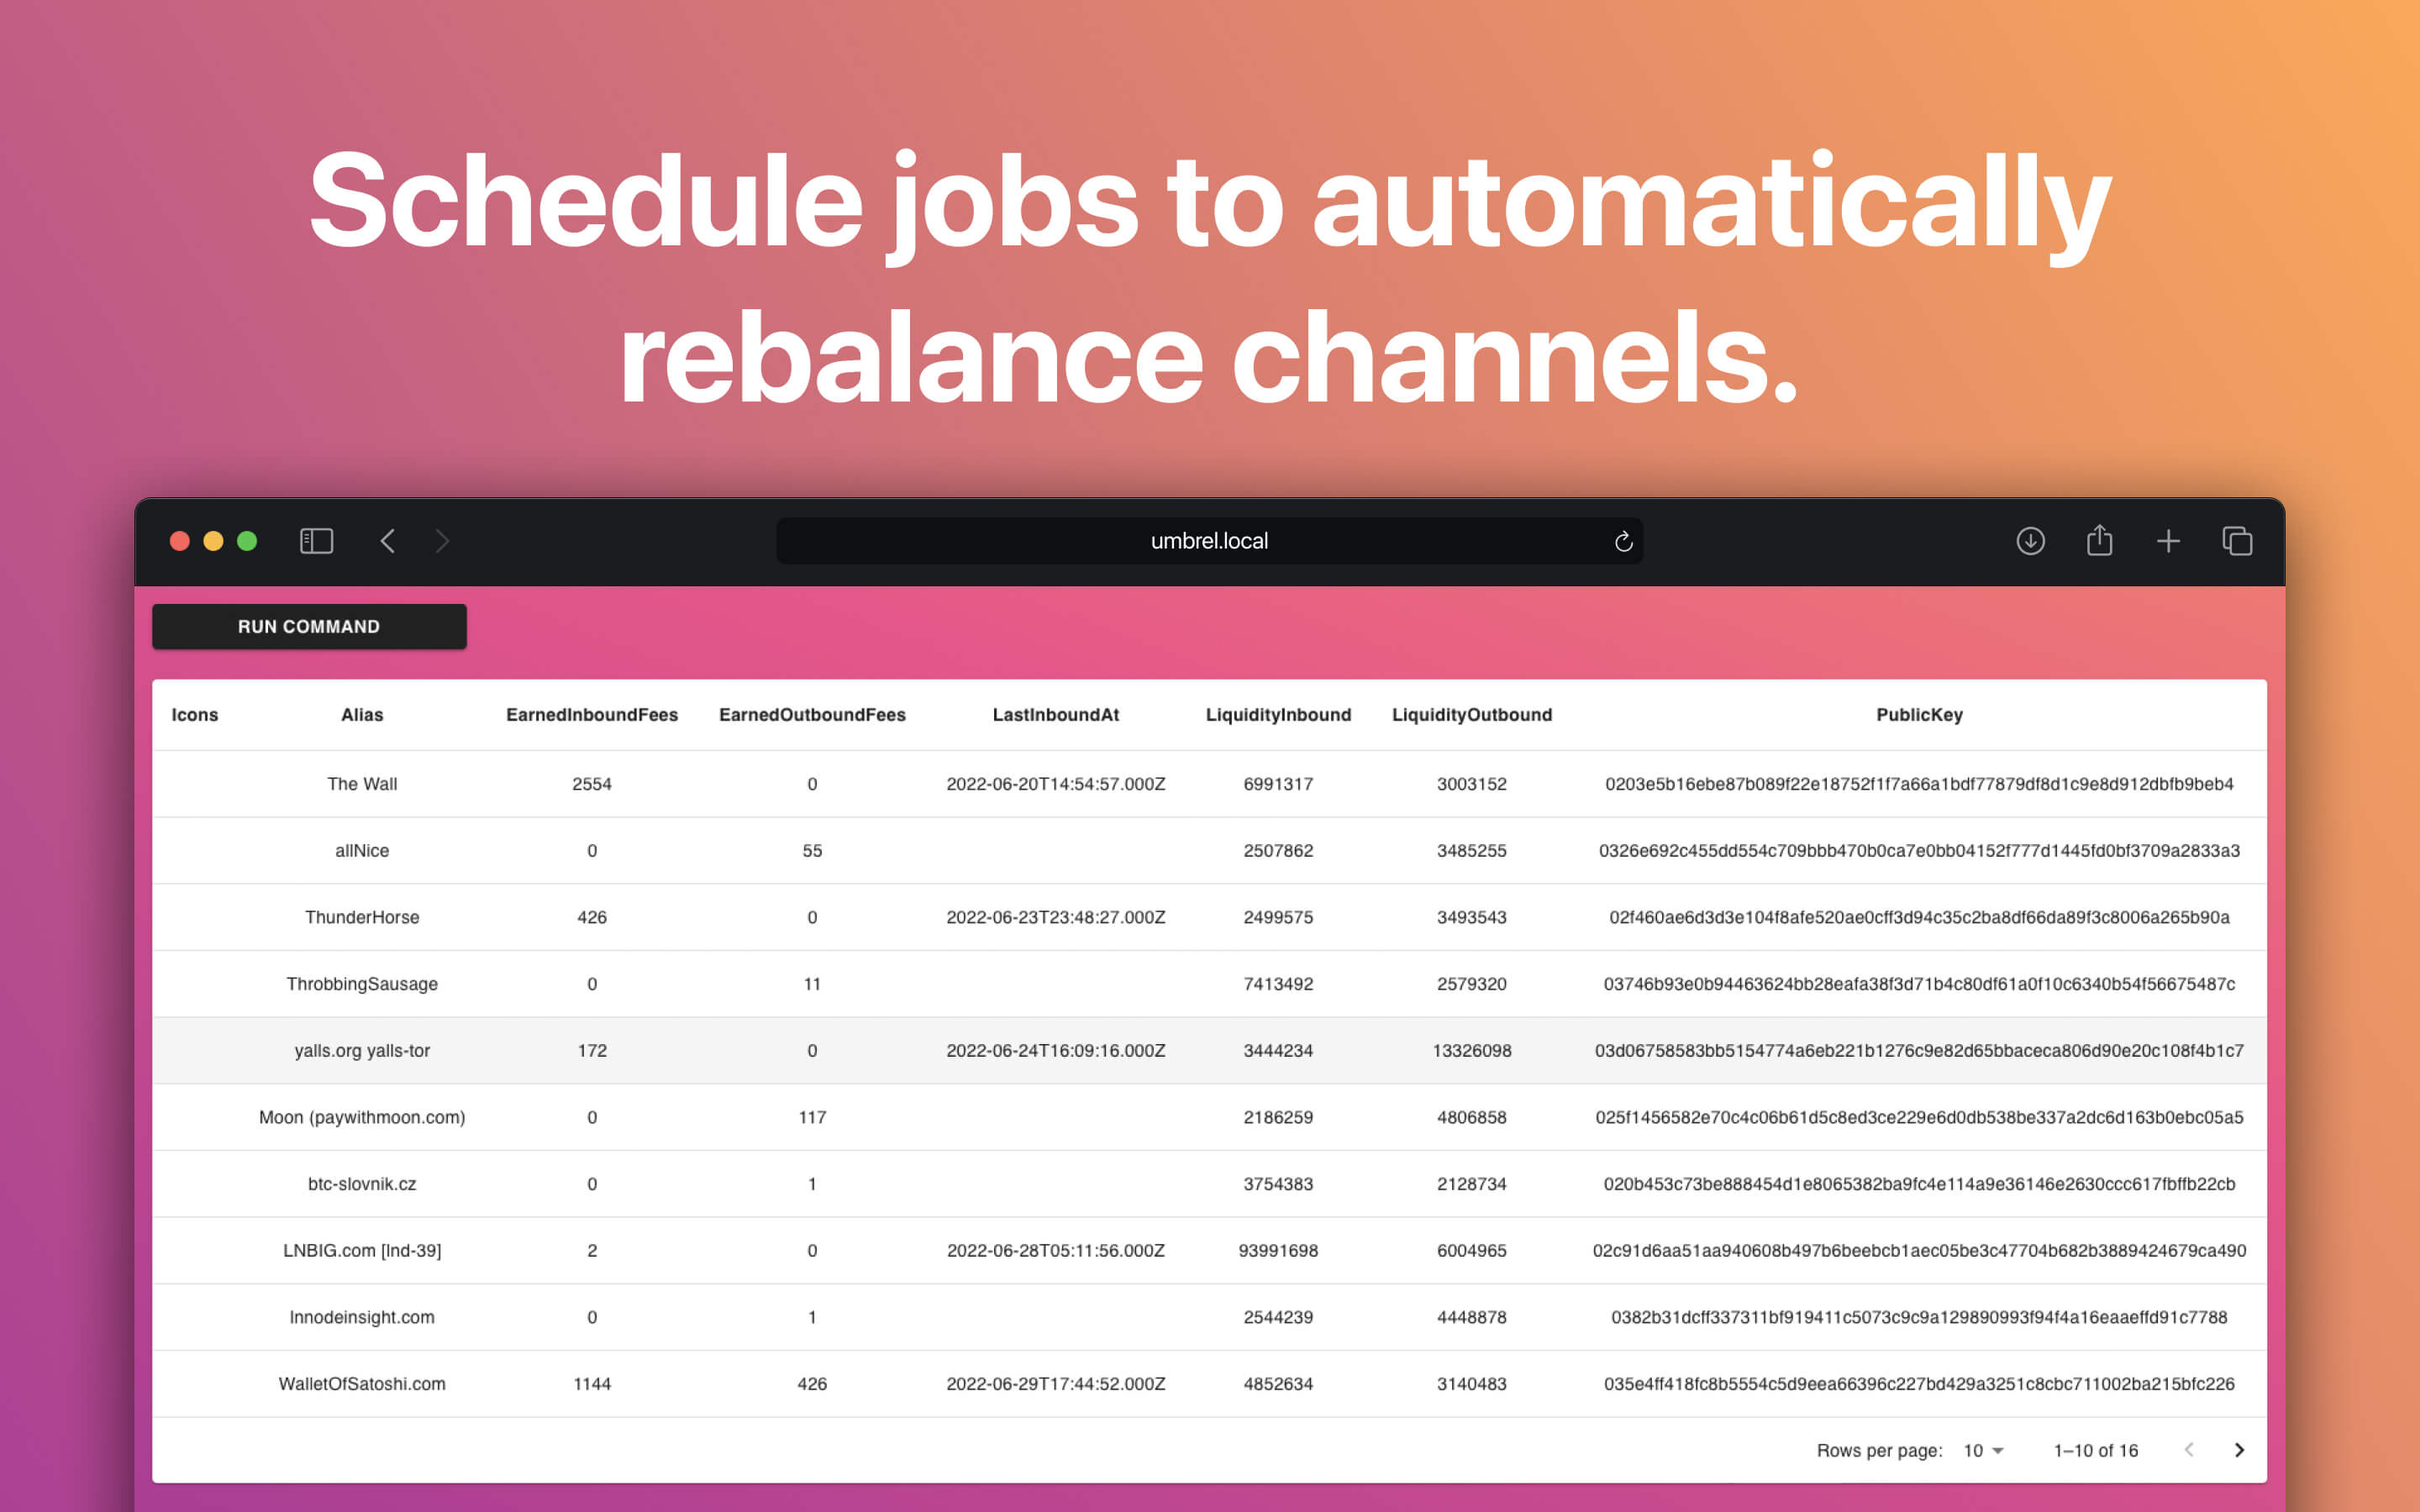 Schedule jobs to automatically
rebalance channels.
umbrel.local
RUN COMMAND
Icons Alias EarnedInboundFees EarnedOutboundFees LastInboundAt LiquidityInbound LiquidityOutbound PublicKey
The Wall 2554 0 2022-06-20T14:54:57.000Z 6991317 3003152 0203e5b16ebe87b089f22e18752f1f7a66a1bdf77879df8d1c9e8d912dbfb9beb4
allNice 0 55 2507862 3485255 0326e692c455dd554c709bbb470b0ca7e0bb04152f777d1445fd0bf3709a2833a3
ThunderHorse 426 0 2022-06-23T23:48:27.000Z 2499575 3493543 02f460ae6d3d3e104f8afe520ae0cff3d94c35c2ba8df66da89f3c8006a265b90a
ThrobbingSausage 0 11 7413492 2579320 03746b93e0b94463624bb28eafa38f3d71b4c80df61a0f10c6340b54f56675487c
yalls.org yalls-tor 172 0 2022-06-24T16:09:16.000Z 3444234 13326098 03d06758583bb5154774a6eb221b1276c9e82d65bbaceca806d90e20c108f4b1c7
Moon (paywithmoon.com) 0 117 2186259 4806858 025f1456582e70c4c06b61d5c8ed3ce229e6d0db538be337a2dc6d163b0ebc05a5
btc-slovnik.cz 0 1 3754383 2128734 020b453c73be888454d1e8065382ba9fc4e114a9e36146e2630ccc617fbffb22cb
LNBIG.com [lnd-39] 2 0 2022-06-28T05:11:56.000Z 93991698 6004965 02c91d6aa51aa940608b497b6beebcb1aec05be3c47704b682b3889424679ca490
lnnodeinsight.com 0 1 2544239 4448878 0382b31dcff337311bf919411c5073c9c9a129890993f94f4a16eaaeffd91c7788
WalletOfSatoshi.com 1144 426 2022-06-29T17:44:52.000Z 4852634 3140483 035e4ff418fc8b5554c5d9eea66396c227bd429a3251c8cbc711002ba215bfc226
Rows per page: 10 1–10 of 16